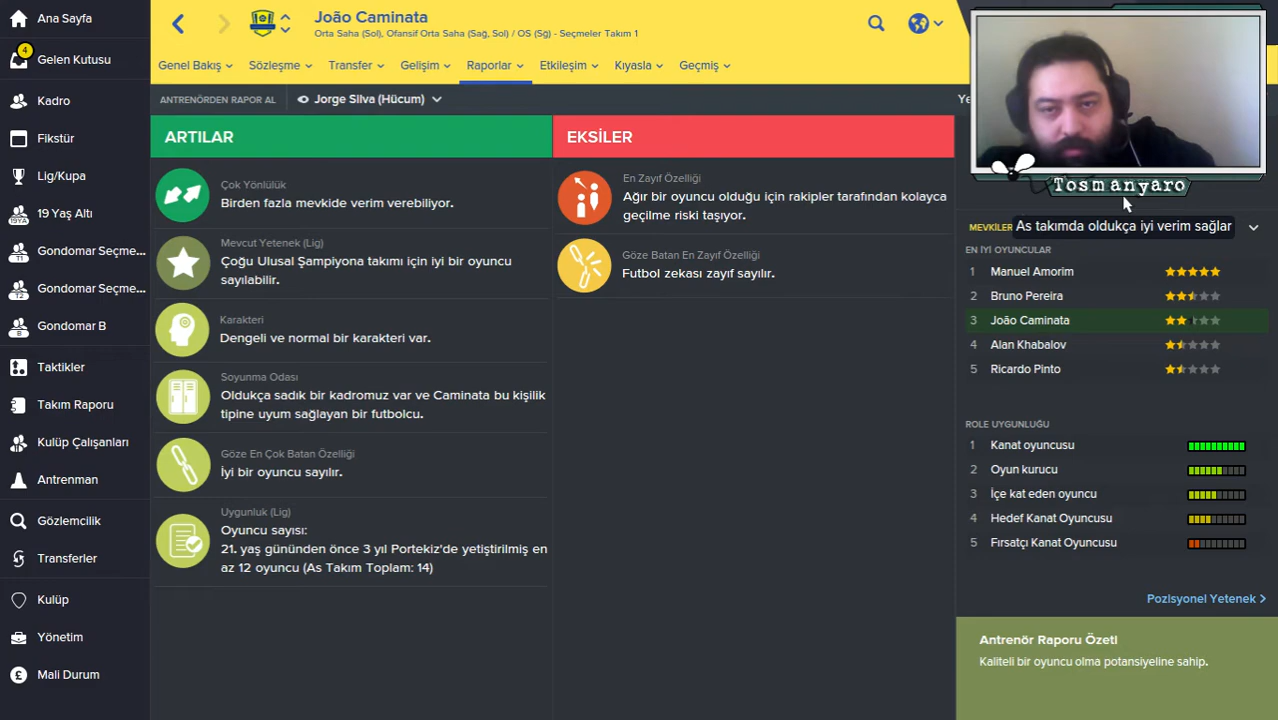 Ana Sayfa
4
Gelen Kutusu
Kadro
Fikstür
Lig/Kupa
19YA
19 Yaş Altı
T1
Gondomar Seçme...
T2
Gondomar Seçme...
B
Gondomar B
Taktikler
Takım Raporu
Kulüp Çalışanları
Antrenman
Gözlemcilik
Transferler
Kulüp
Yönetim
Mali Durum
João Caminata
Orta Saha (Sol), Ofansif Orta Saha (Sağ, Sol) / OS (Sğ) - Seçmeler Takım 1
Genel Bakış
Sözleşme
Transfer
Gelişim
Raporlar
Etkileşim
Kıyasla
Geçmiş
ANTRENÖRDEN RAPOR AL
Jorge Silva (Hücum)
Ye
ARTILAR
Çok Yönlülük
Birden fazla mevkide verim verebiliyor.
Mevcut Yetenek (Lig)
Çoğu Ulusal Şampiyona takımı için iyi bir oyuncu
sayılabilir.
Karakteri
Dengeli ve normal bir karakteri var.
Soyunma Odası
Oldukça sadık bir kadromuz var ve Caminata bu kişilik
tipine uyum sağlayan bir futbolcu.
Göze En Çok Batan Özelliği
İyi bir oyuncu sayılır.
Uygunluk (Lig)
Oyuncu sayısı:
21. yaş gününden önce 3 yıl Portekiz'de yetiştirilmiş en
az 12 oyuncu (As Takım Toplam: 14)
EKSİLER
En Zayıf Özelliği
Ağır bir oyuncu olduğu için rakipler tarafından kolayca
geçilme riski taşıyor.
Göze Batan En Zayıf Özelliği
Futbol zekası zayıf sayılır.
Tosmanyaro
MEVKİLER
As takımda oldukça iyi verim sağlar
EN İYİ OYUNCULAR
1 Manuel Amorim
2 Bruno Pereira
3 João Caminata
4 Alan Khabalov
5 Ricardo Pinto
ROLE UYGUNLUĞU
1 Kanat oyuncusu
2 Oyun kurucu
3 İçe kat eden oyuncu
4 Hedef Kanat Oyuncusu
5 Fırsatçı Kanat Oyuncusu
Pozisyonel Yetenek
Antrenör Raporu Özeti
Kaliteli bir oyuncu olma potansiyeline sahip.